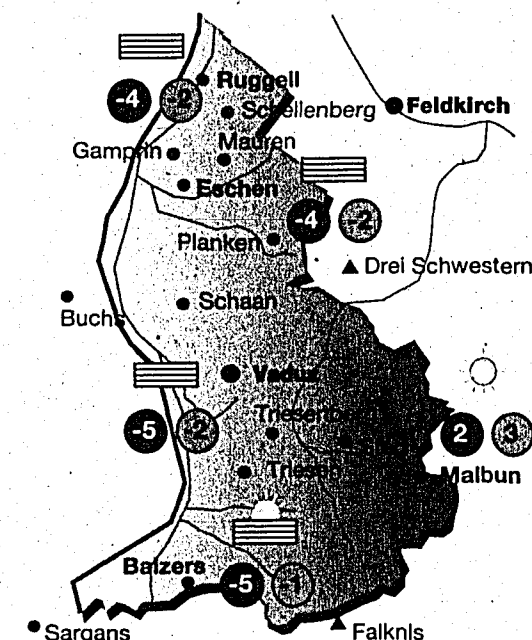 Ruggell
-4 -2
Schellenberg
Feldkirch
Gamprin
Mauren
Eschen
-4 -2
Planken
Drei Schwestern
Buchs
Schaan
Vaduz
-5 -2
Triesenb
2 3
Malbun
Triesen
Balzers
-5 -1
Sargans
Falknis